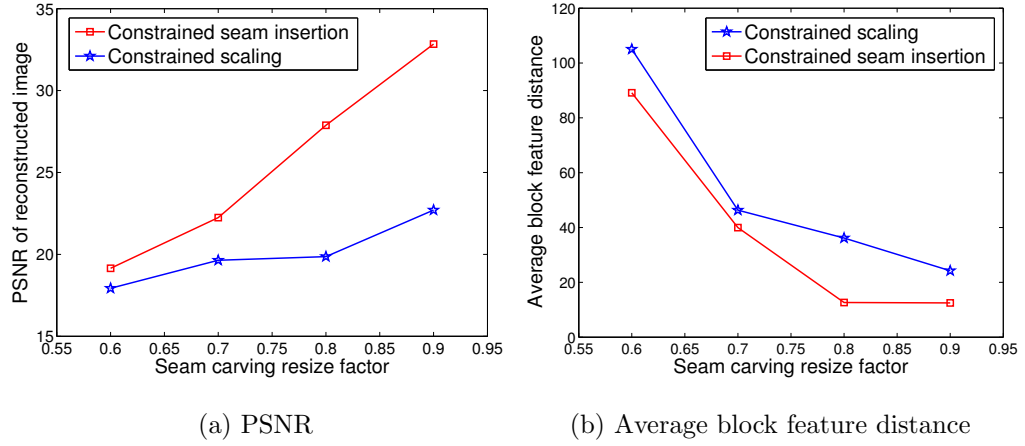 35
30
25
20
15
PSNR of reconstructed image
Constrained seam insertion
Constrained scaling
0.55 0.6 0.65 0.7 0.75 0.8 0.85 0.9 0.95
Seam carving resize factor
(a) PSNR
120
100
80
60
40
20
0
Average block feature distance
Constrained scaling
Constrained seam insertion
0.55 0.6 0.65 0.7 0.75 0.8 0.85 0.9 0.95
Seam carving resize factor
(b) Average block feature distance